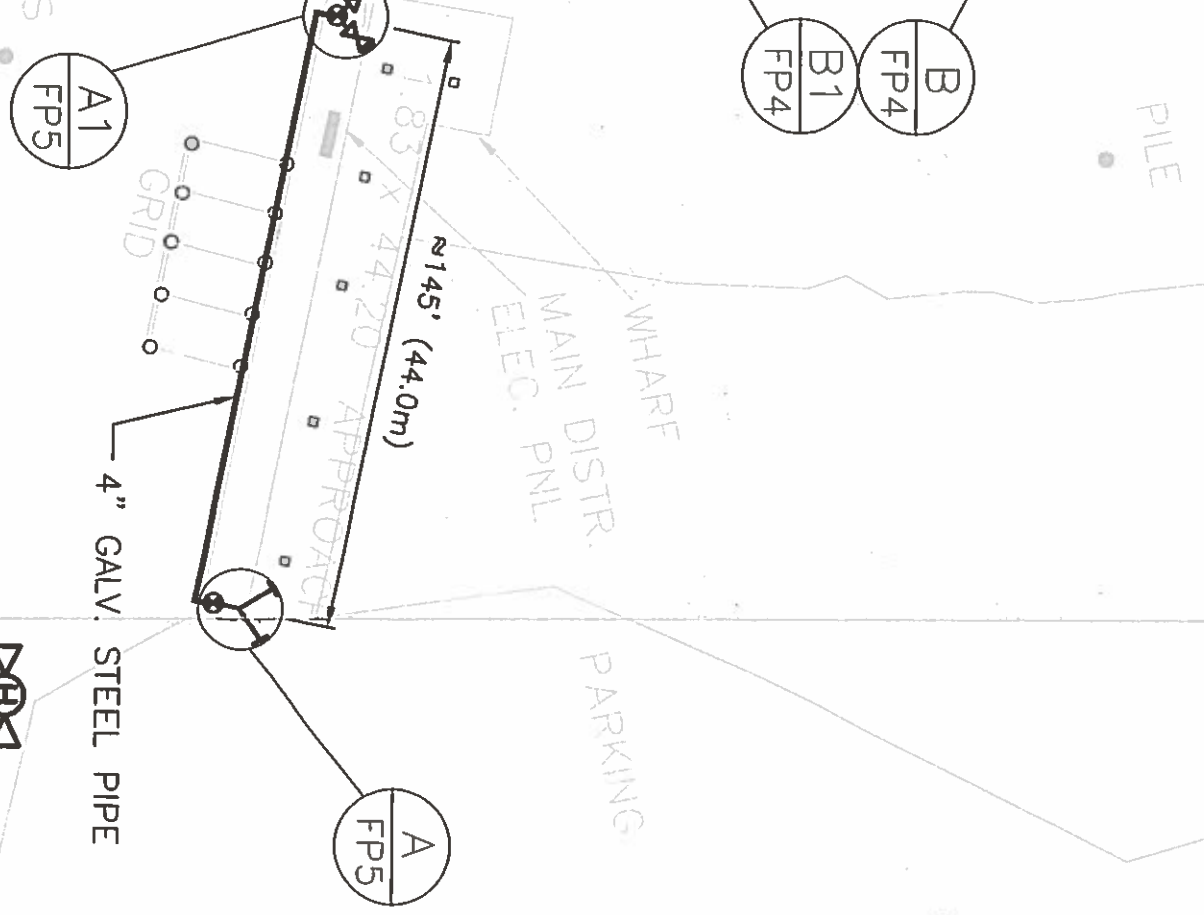 S
A1
FP5
B1
FP4
B
FP4
PILE
GRID
1.83 x 44.20 APPROACH
≈145' (44.0m)
WHARF
MAIN DISTR.
ELEC. PNL.
4" GALV. STEEL PIPE
H
PARKING
A
FP5